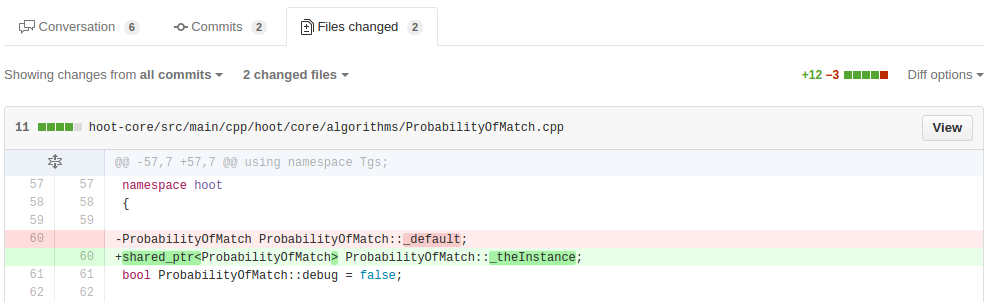 Conversation 6 Commits 2 Files changed 2
Showing changes from all commits 2 changed files +12 −3 Diff options
11 hoot-core/src/main/cpp/hoot/core/algorithms/ProbabilityOfMatch.cpp View
@@ -57,7 +57,7 @@ using namespace Tgs;
57 57 namespace hoot
58 58 {
59 59
60 -ProbabilityOfMatch ProbabilityOfMatch::_default;
60 +shared_ptr<ProbabilityOfMatch> ProbabilityOfMatch::_theInstance;
61 61 bool ProbabilityOfMatch::debug = false;
62 62